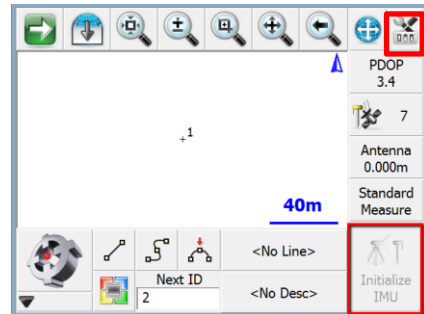 PDOP
3.4
7
1
Antenna
0.000m
40m
Standard
Measure
<No Line>
Initialize
IMU
Next ID
2
<No Desc>